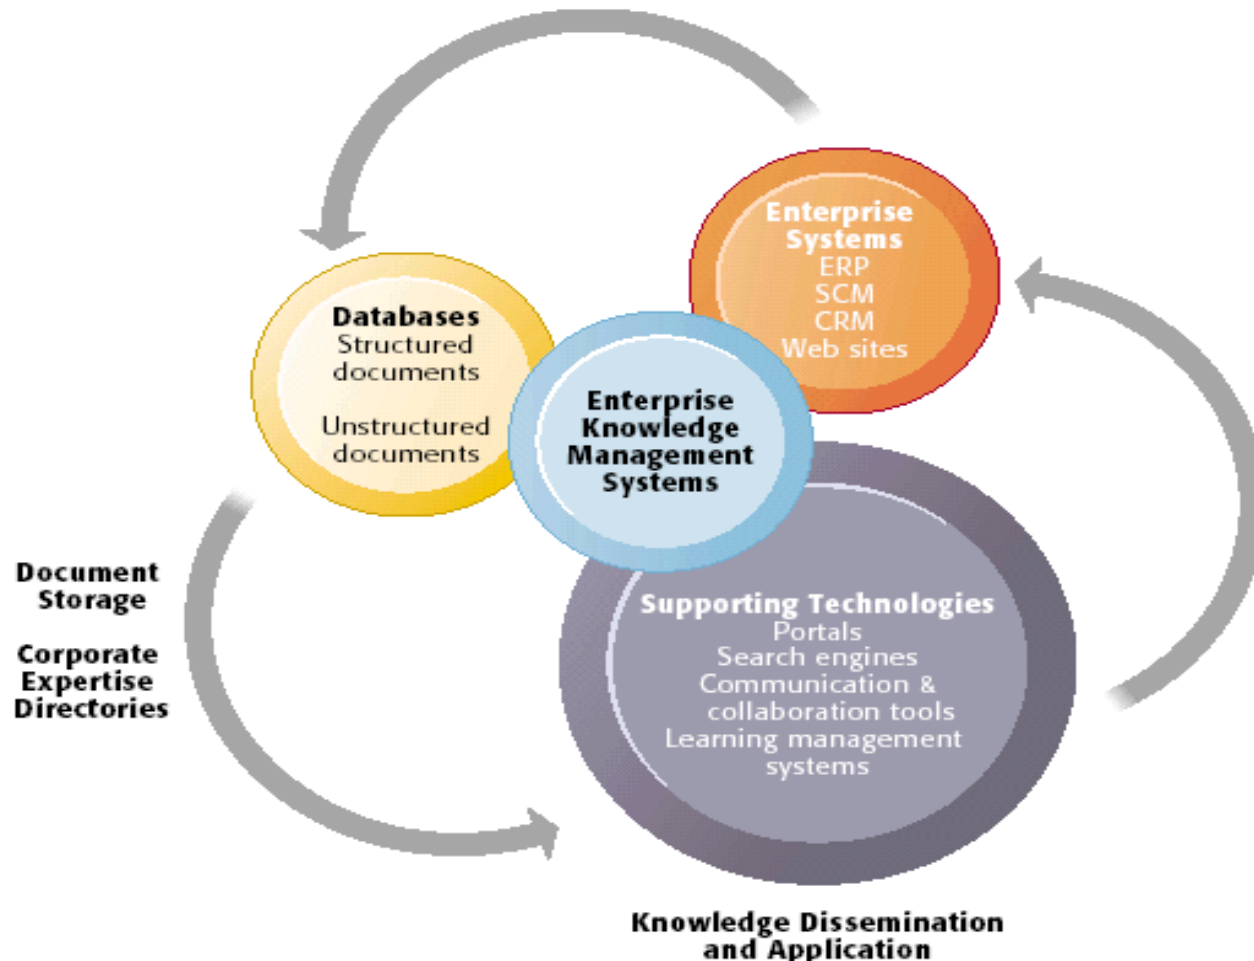 Enterprise
Systems
ERP
SCM
CRM
Web sites
Databases
Structured
documents
Unstructured
documents
Enterprise
Knowledge
Management
Systems
Document
Storage
Corporate
Expertise
Directories
Supporting Technologies
Portals
Search engines
Communication &
collaboration tools
Learning management
systems
Knowledge Dissemination
and Application